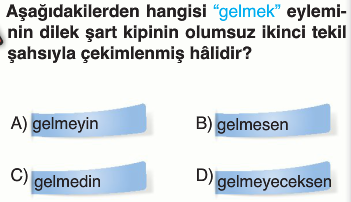 Aşağıdakilerden hangisi "gelmek" eylemi-
nin dilek şart kipinin olumsuz ikinci tekil
şahsıyla çekimlenmiş hâlidir?
A) gelmeyin B) gelmesen
C) gelmedin D) gelmeyeceksen